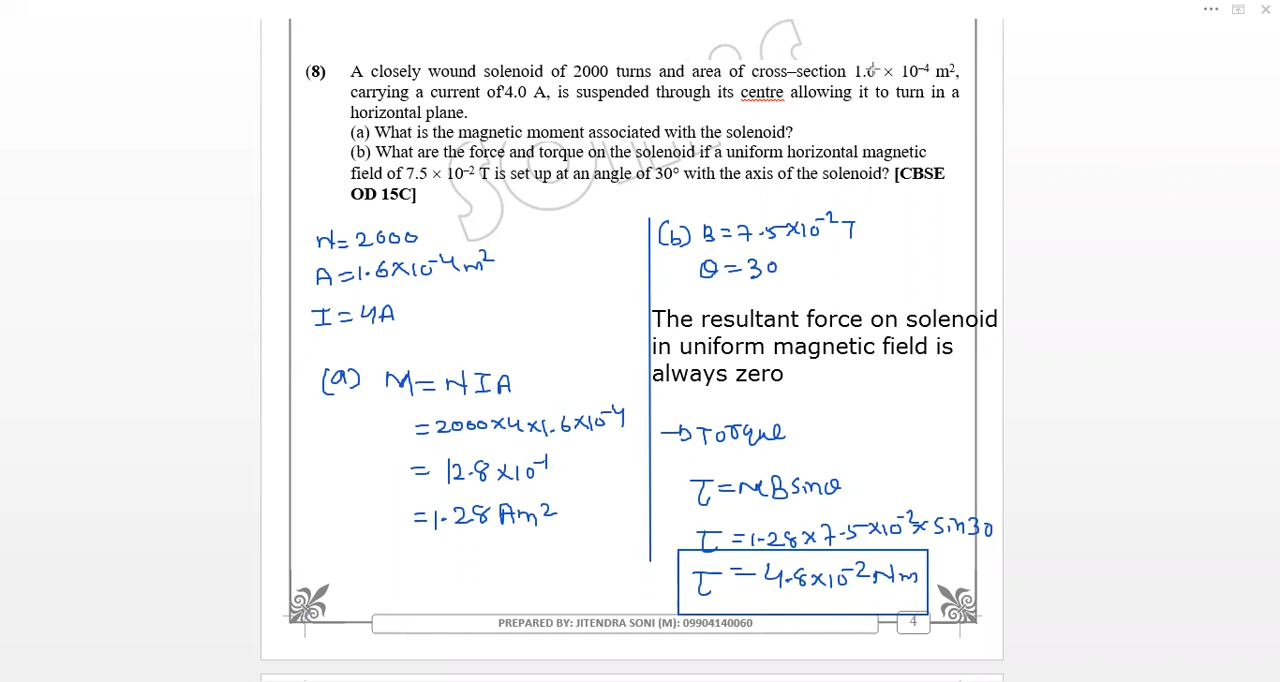 (8) A closely wound solenoid of 2000 turns and area of cross–section 1.6 × 10⁻⁴ m²,
carrying a current of 4.0 A, is suspended through its centre allowing it to turn in a
horizontal plane.
(a) What is the magnetic moment associated with the solenoid?
(b) What are the force and torque on the solenoid if a uniform horizontal magnetic
field of 7.5 × 10⁻² T is set up at an angle of 30° with the axis of the solenoid? [CBSE
OD 15C]
N = 2000
A = 1.6×10⁻⁴ m²
I = 4A
(a) M = NIA
= 2000×4×1.6×10⁻⁴
= 12.8×10⁻¹
= 1.28 Am²
(b) B = 7.5×10⁻² T
θ = 30
The resultant force on solenoid
in uniform magnetic field is
always zero
→ Torque
τ = MBsinθ
τ = 1.28×7.5×10⁻²×sin30
τ = 4.8×10⁻² Nm
PREPARED BY: JITENDRA SONI (M): 09904140060
4